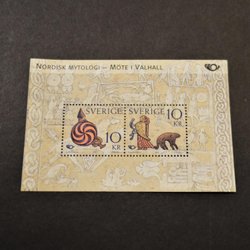 NORDISK MYTOLOGI – MÖTE I VALHALL
SVERIGE SVERIGE
10
KR
10
KR